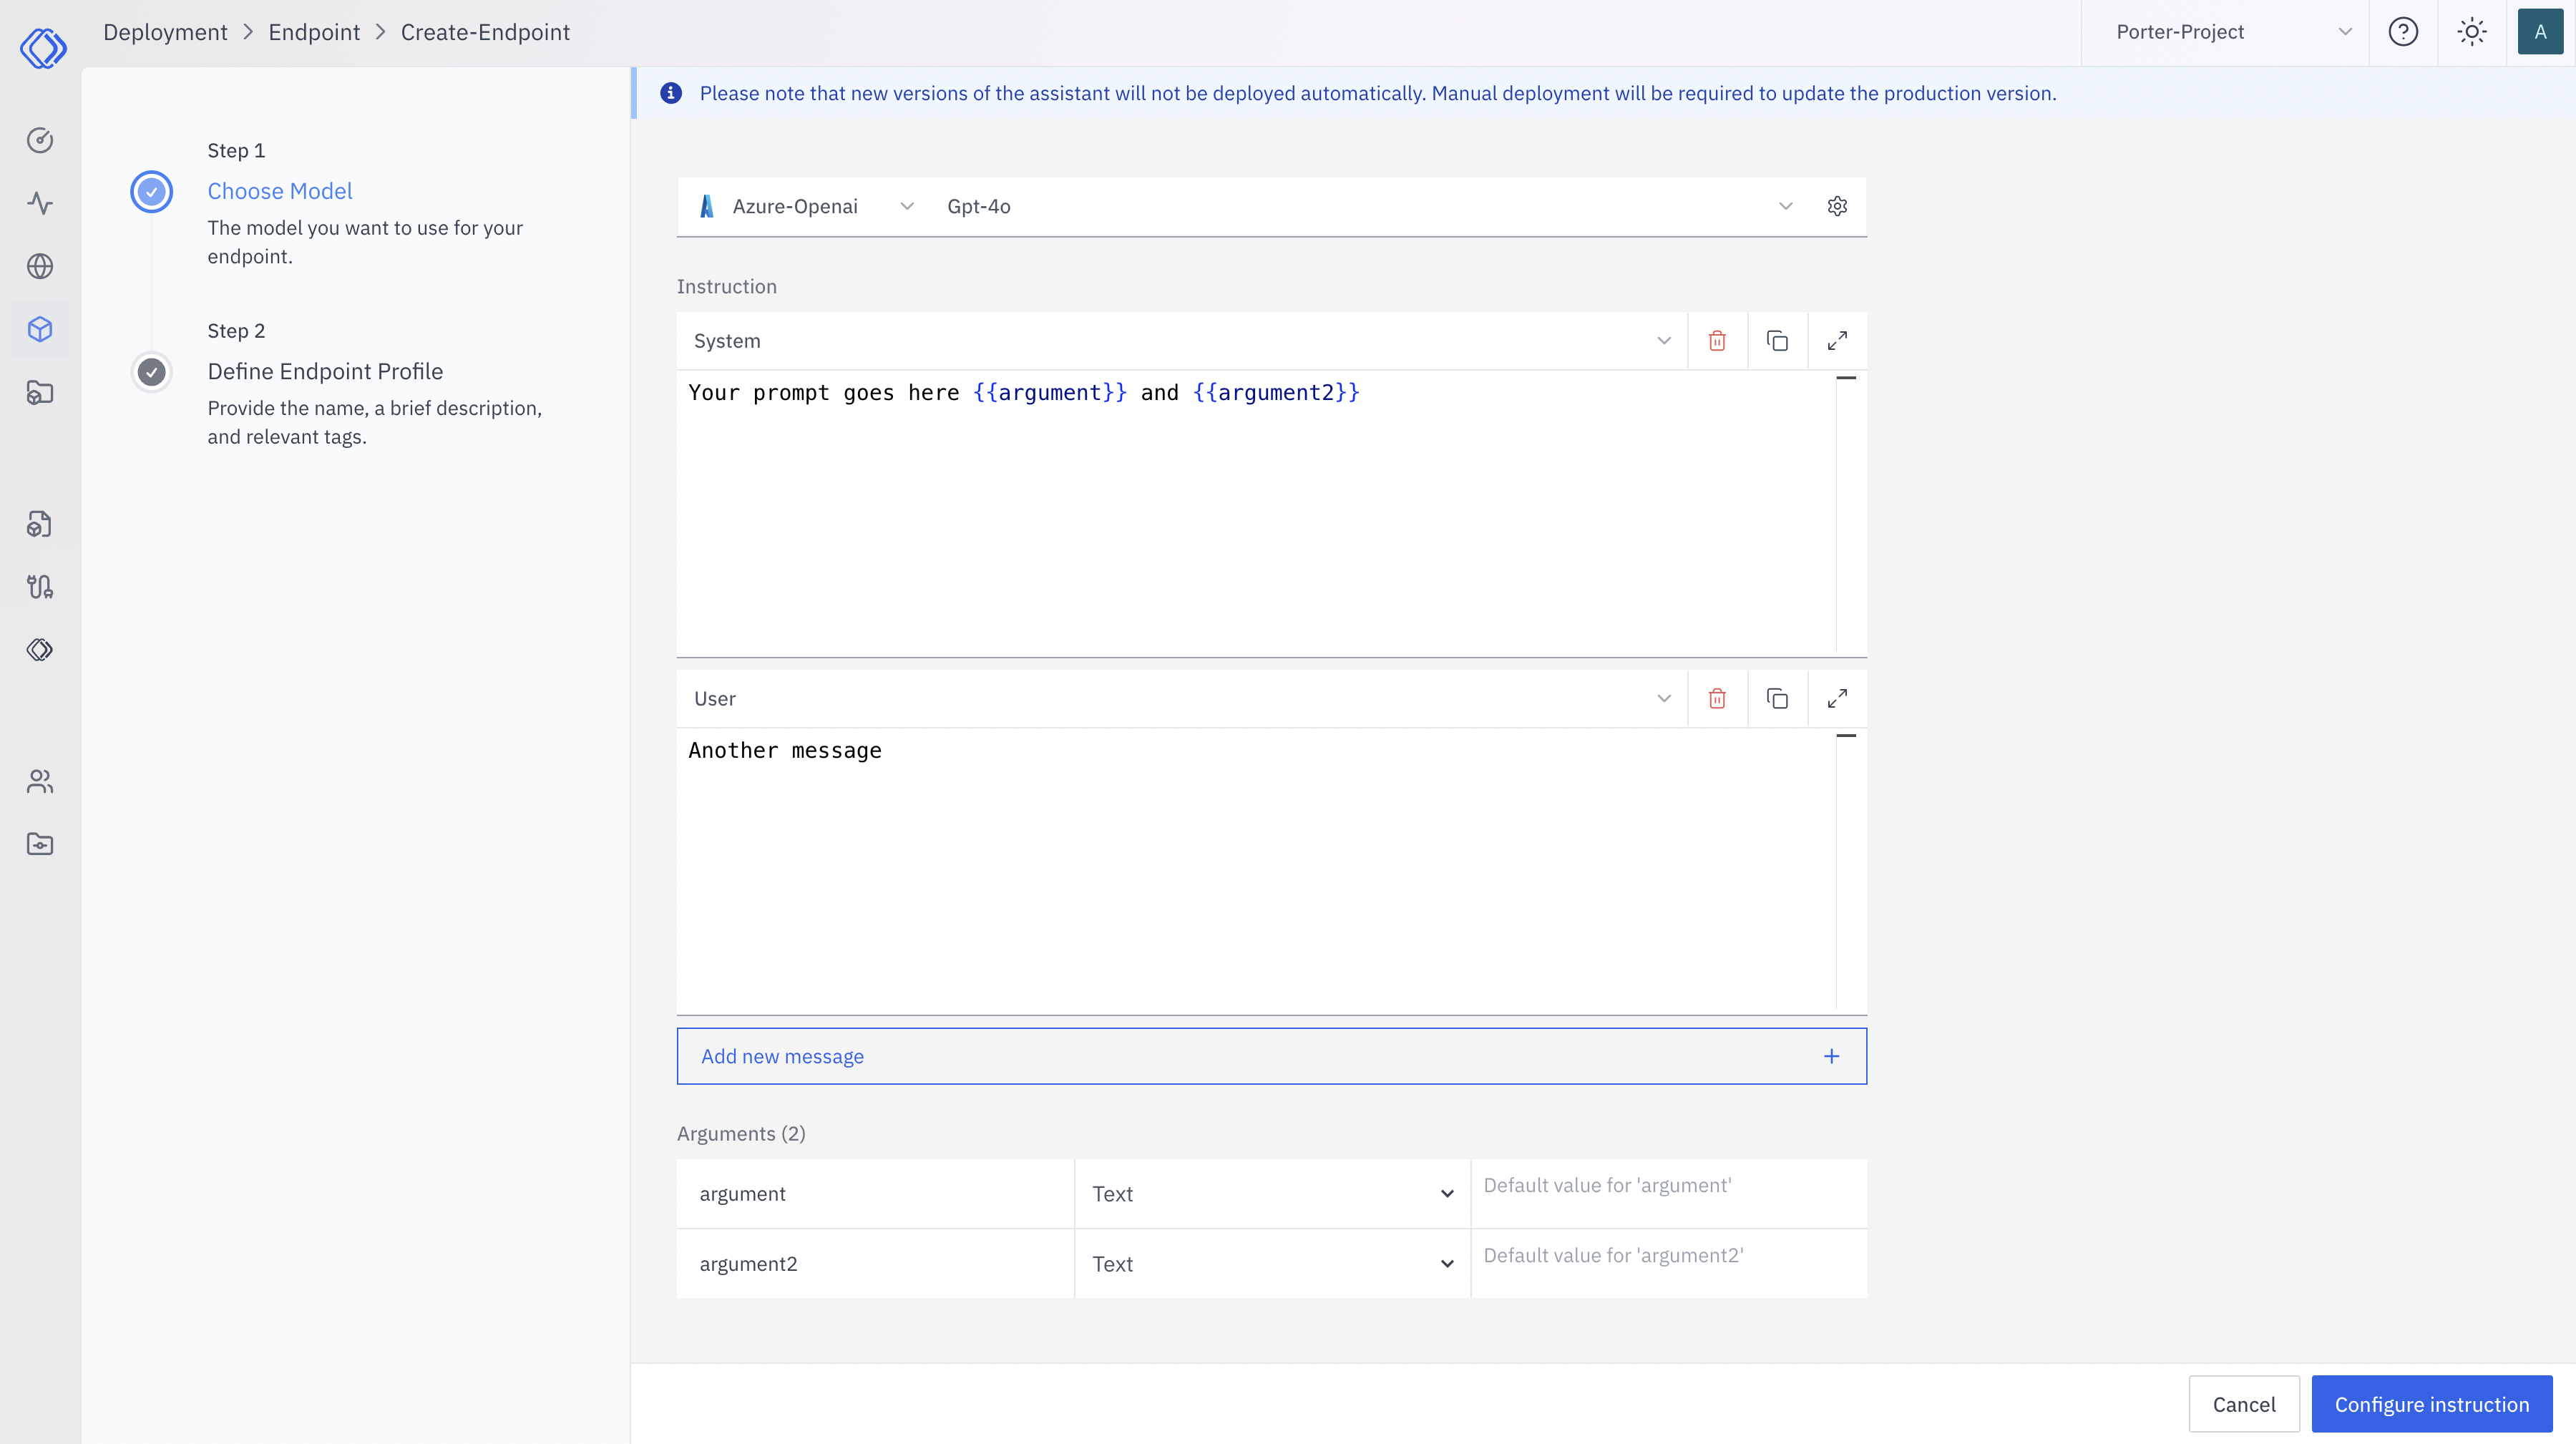 Deployment > Endpoint > Create-Endpoint
Porter-Project
A
Step 1
Choose Model
The model you want to use for your
endpoint.
Step 2
Define Endpoint Profile
Provide the name, a brief description,
and relevant tags.
Please note that new versions of the assistant will not be deployed automatically. Manual deployment will be required to update the production version.
Azure-Openai
Gpt-4o
Instruction
System
Your prompt goes here {{argument}} and {{argument2}}
User
Another message
Add new message
Arguments (2)
argument
Text
Default value for 'argument'
argument2
Text
Default value for 'argument2'
Cancel
Configure instruction